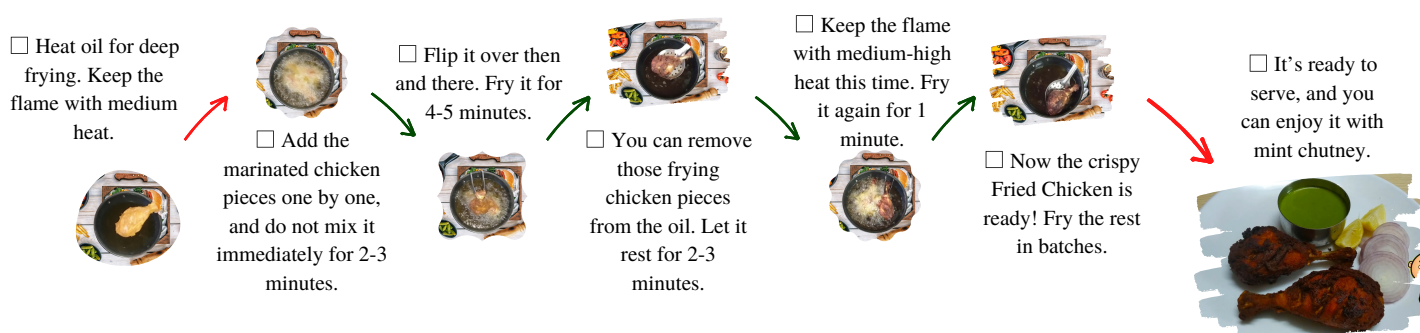 ☐ Heat oil for deep
frying. Keep the
flame with medium
heat.
☐ Add the
marinated chicken
pieces one by one,
and do not mix it
immediately for 2-3
minutes.
☐ Flip it over then
and there. Fry it for
4-5 minutes.
☐ You can remove
those frying
chicken pieces
from the oil. Let it
rest for 2-3
minutes.
☐ Keep the flame
with medium-high
heat this time. Fry
it again for 1
minute.
☐ Now the crispy
Fried Chicken is
ready! Fry the rest
in batches.
☐ It’s ready to
serve, and you
can enjoy it with
mint chutney.